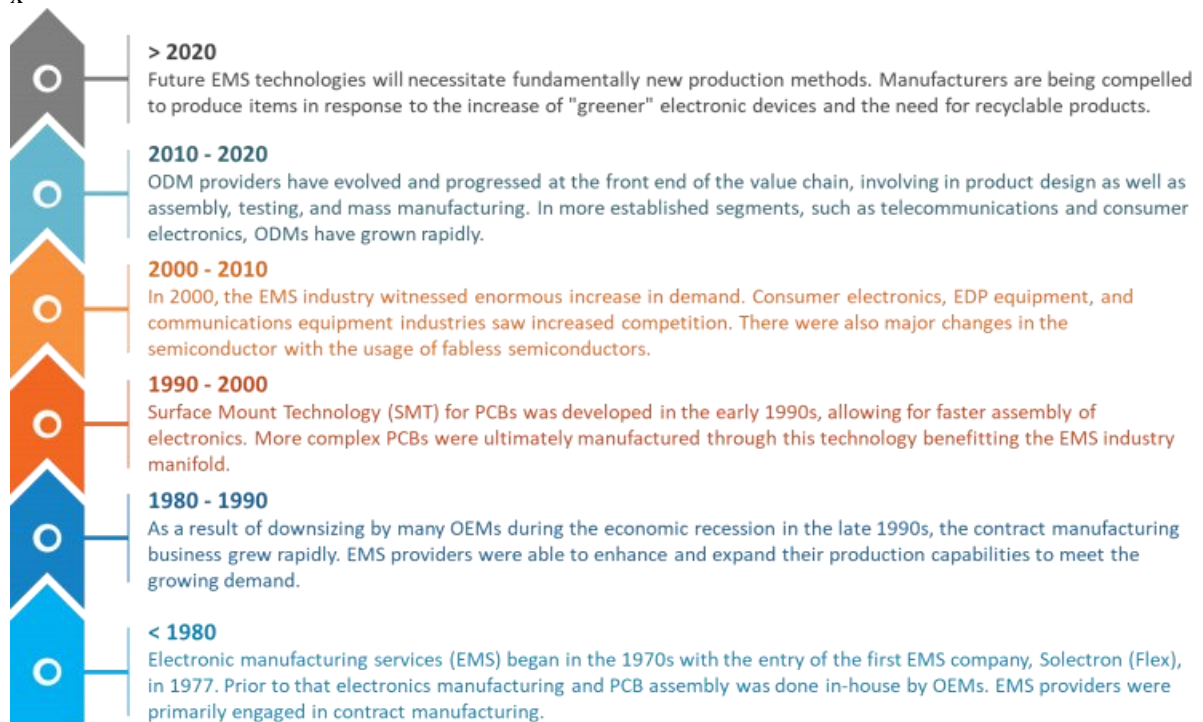 > 2020
Future EMS technologies will necessitate fundamentally new production methods. Manufacturers are being compelled
to produce items in response to the increase of "greener" electronic devices and the need for recyclable products.
2010 - 2020
ODM providers have evolved and progressed at the front end of the value chain, involving in product design as well as
assembly, testing, and mass manufacturing. In more established segments, such as telecommunications and consumer
electronics, ODMs have grown rapidly.
2000 - 2010
In 2000, the EMS industry witnessed enormous increase in demand. Consumer electronics, EDP equipment, and
communications equipment industries saw increased competition. There were also major changes in the
semiconductor with the usage of fabless semiconductors.
1990 - 2000
Surface Mount Technology (SMT) for PCBs was developed in the early 1990s, allowing for faster assembly of
electronics. More complex PCBs were ultimately manufactured through this technology benefitting the EMS industry
manifold.
1980 - 1990
As a result of downsizing by many OEMs during the economic recession in the late 1990s, the contract manufacturing
business grew rapidly. EMS providers were able to enhance and expand their production capabilities to meet the
growing demand.
< 1980
Electronic manufacturing services (EMS) began in the 1970s with the entry of the first EMS company, Solectron (Flex),
in 1977. Prior to that electronics manufacturing and PCB assembly was done in-house by OEMs. EMS providers were
primarily engaged in contract manufacturing.